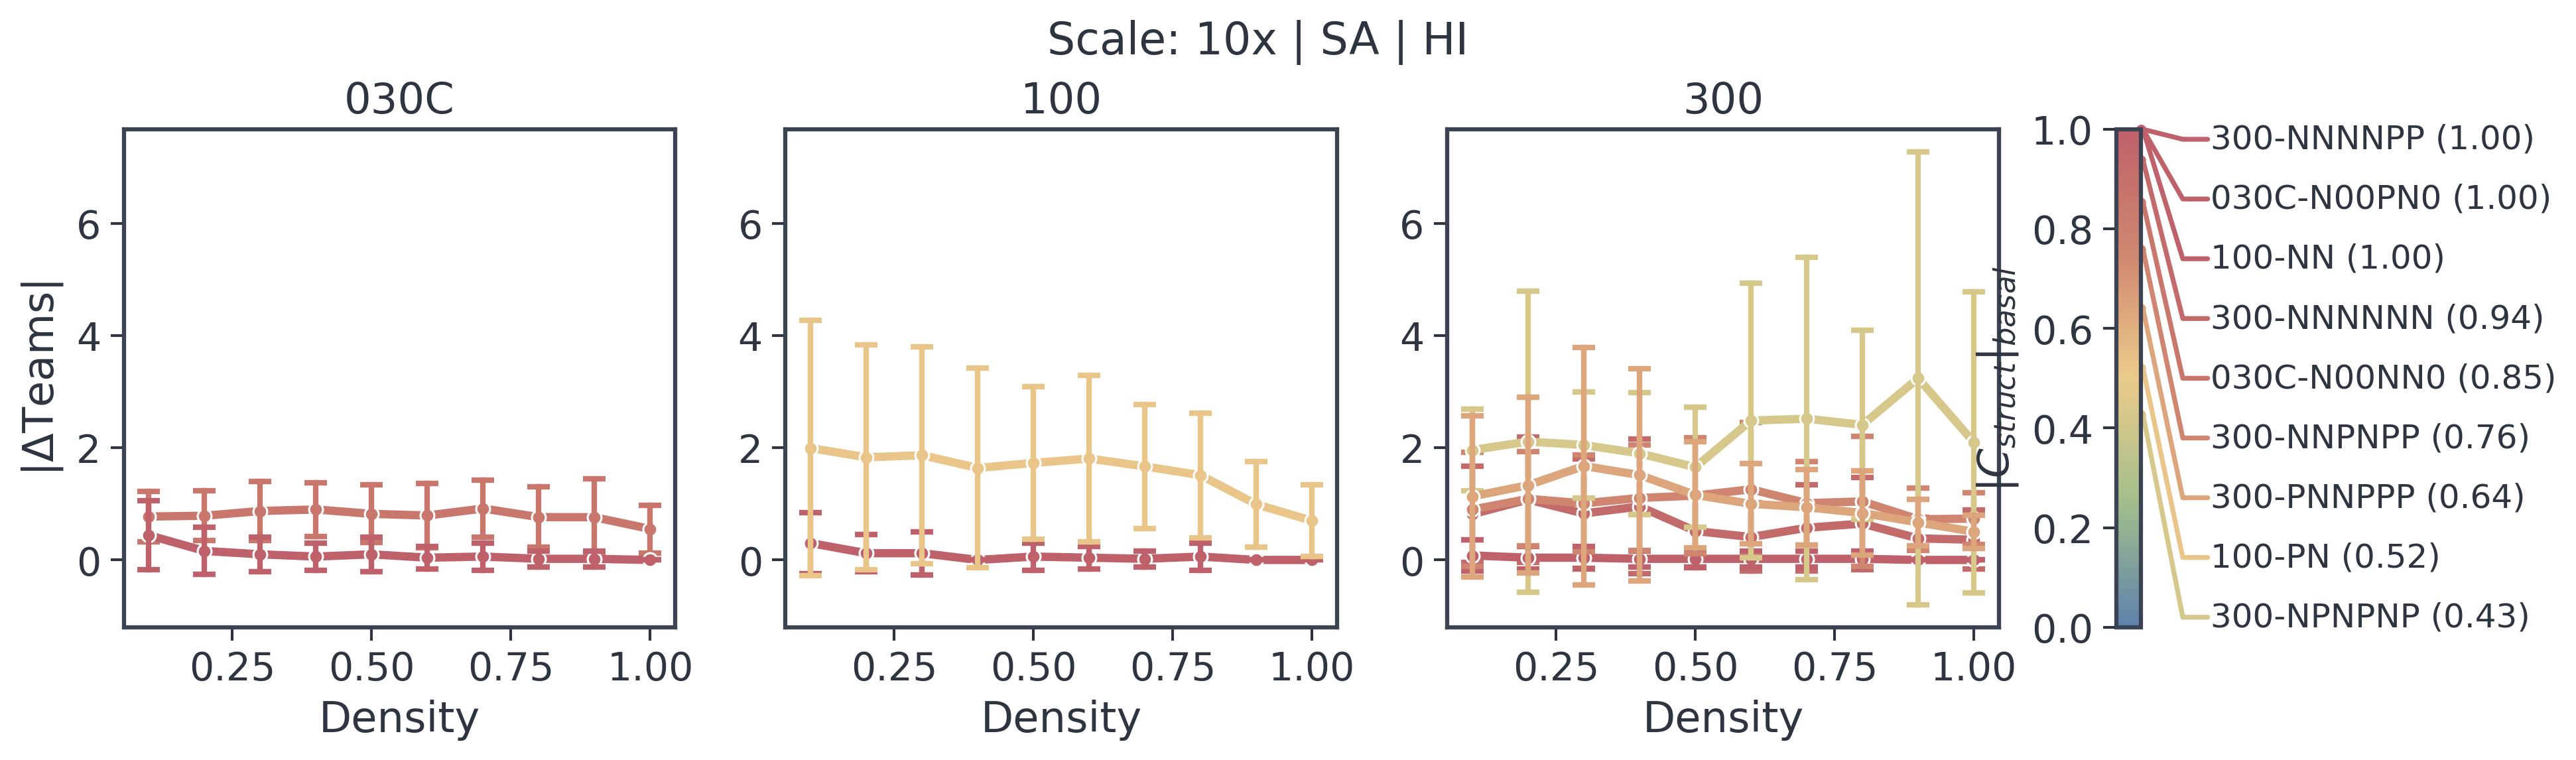 Scale: 10x | SA | HI
030C
100
300
|ΔTeams|
6
4
2
0
0.25 0.50 0.75 1.00
Density
6
4
2
0
0.25 0.50 0.75 1.00
Density
6
4
2
0
0.25 0.50 0.75 1.00
Density
|C_struct|_basal
1.0
0.8
0.6
0.4
0.2
0.0
300-NNNNPP (1.00)
030C-N00PN0 (1.00)
100-NN (1.00)
300-NNNNNN (0.94)
030C-N00NN0 (0.85)
300-NNPNPP (0.76)
300-PNNPPP (0.64)
100-PN (0.52)
300-NPNPNP (0.43)